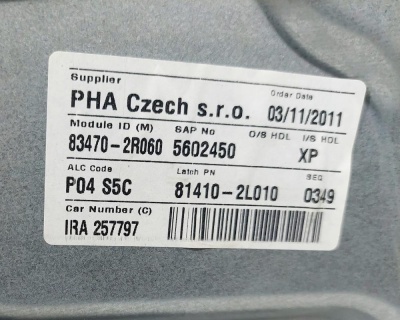 Supplier Order Date
PHA Czech s.r.o. 03/11/2011
Module ID (M) SAP No O/S HDL I/S HDL
83470-2R060 5602450 XP
ALC Code Latch PN SEQ
P04 S5C 81410-2L010 0349
Car Number (C)
IRA 257797